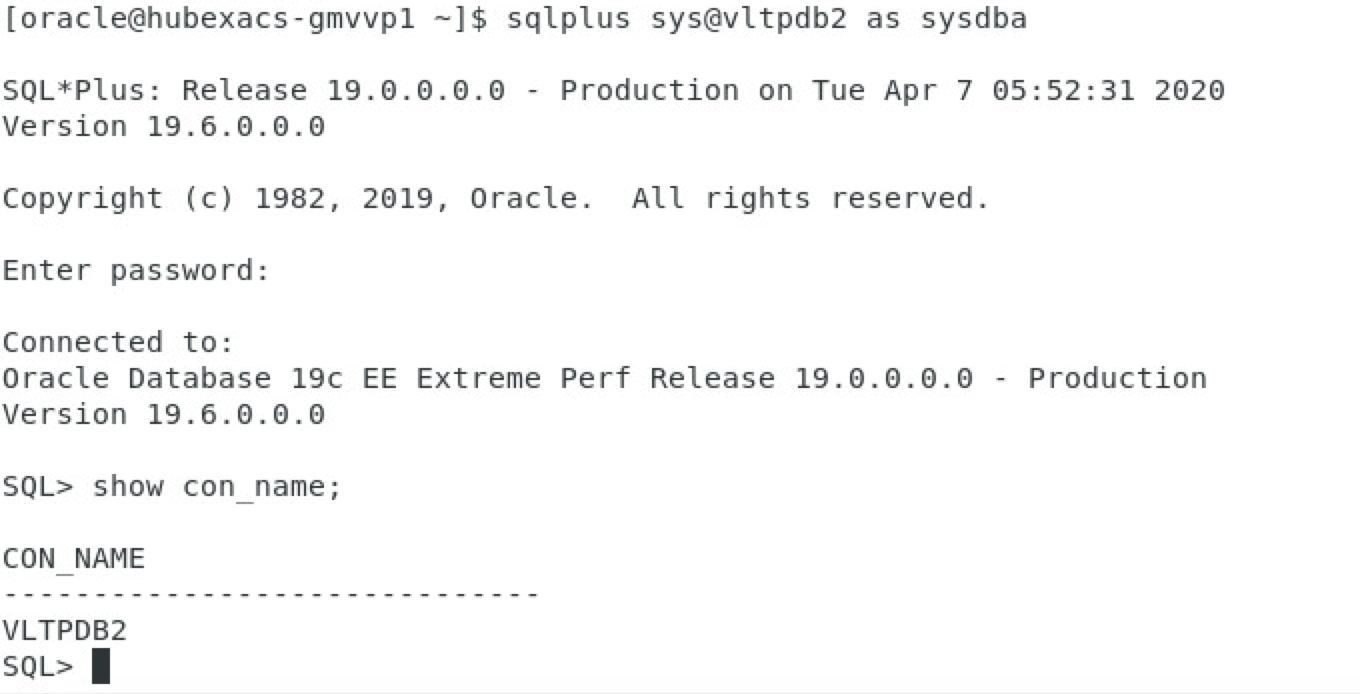 [oracle@hubexacs-gmvvp1 ~]$ sqlplus sys@vltpdb2 as sysdba
SQL*Plus: Release 19.0.0.0.0 - Production on Tue Apr 7 05:52:31 2020
Version 19.6.0.0.0
Copyright (c) 1982, 2019, Oracle.  All rights reserved.
Enter password:
Connected to:
Oracle Database 19c EE Extreme Perf Release 19.0.0.0.0 - Production
Version 19.6.0.0.0
SQL> show con_name;
CON_NAME
------------------------------
VLTPDB2
SQL>